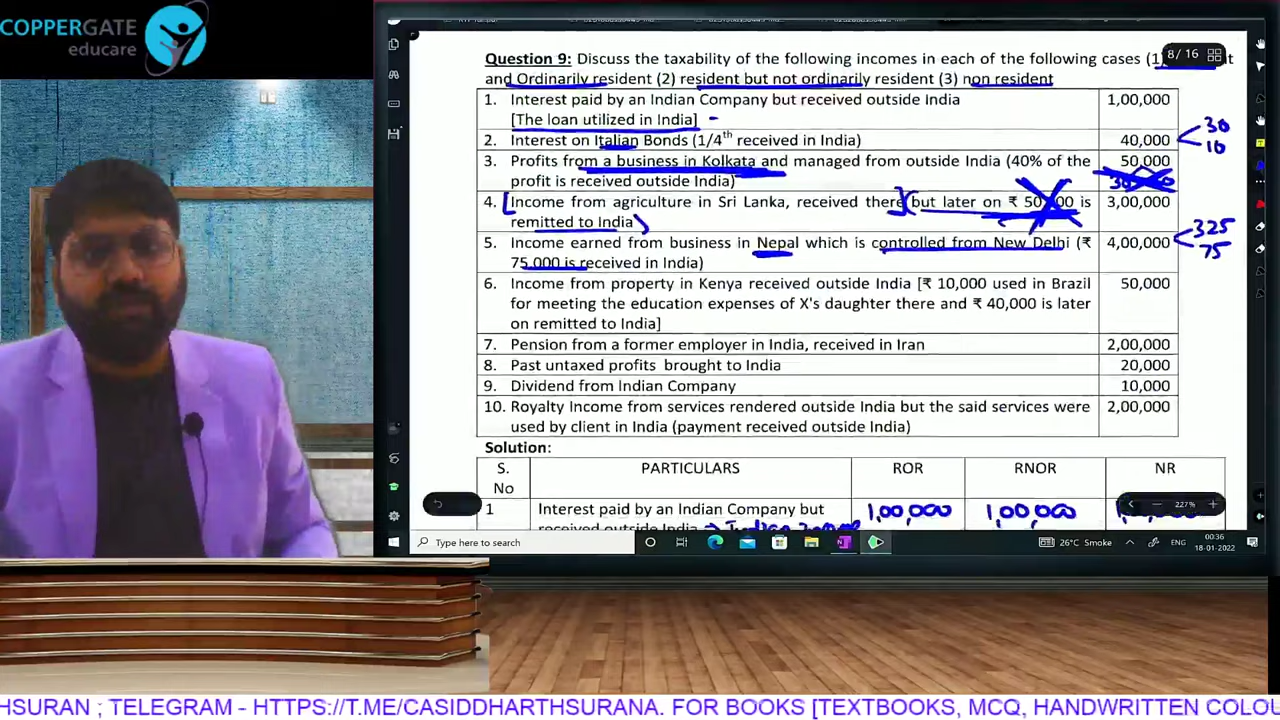 COPPERGATE
educare
8 / 16
Question 9: Discuss the taxability of the following incomes in each of the following cases (1) t
and Ordinarily resident (2) resident but not ordinarily resident (3) non resident
1. Interest paid by an Indian Company but received outside India 1,00,000
[The loan utilized in India] -
2. Interest on Italian Bonds (1/4th received in India) 40,000 30
10
3. Profits from a business in Kolkata and managed from outside India (40% of the 50,000
profit is received outside India)
4. Income from agriculture in Sri Lanka, received there (but later on ₹ 50,000 is 3,00,000
remitted to India)
5. Income earned from business in Nepal which is controlled from New Delhi (₹ 4,00,000 325
75,000 is received in India) 75
6. Income from property in Kenya received outside India [₹ 10,000 used in Brazil 50,000
for meeting the education expenses of X's daughter there and ₹ 40,000 is later
on remitted to India]
7. Pension from a former employer in India, received in Iran 2,00,000
8. Past untaxed profits brought to India 20,000
9. Dividend from Indian Company 10,000
10. Royalty Income from services rendered outside India but the said services were 2,00,000
used by client in India (payment received outside India)
Solution:
S. PARTICULARS ROR RNOR NR
No
1 Interest paid by an Indian Company but 1,00,000 1,00,000
received outside India → Indian
227%
Type here to search
26°C Smoke
ENG
00:36
18-01-2022
HSURAN ; TELEGRAM - HTTPS://T.ME/CASIDDHARTHSURANA. FOR BOOKS [TEXTBOOKS, MCQ, HANDWRITTEN COLOU